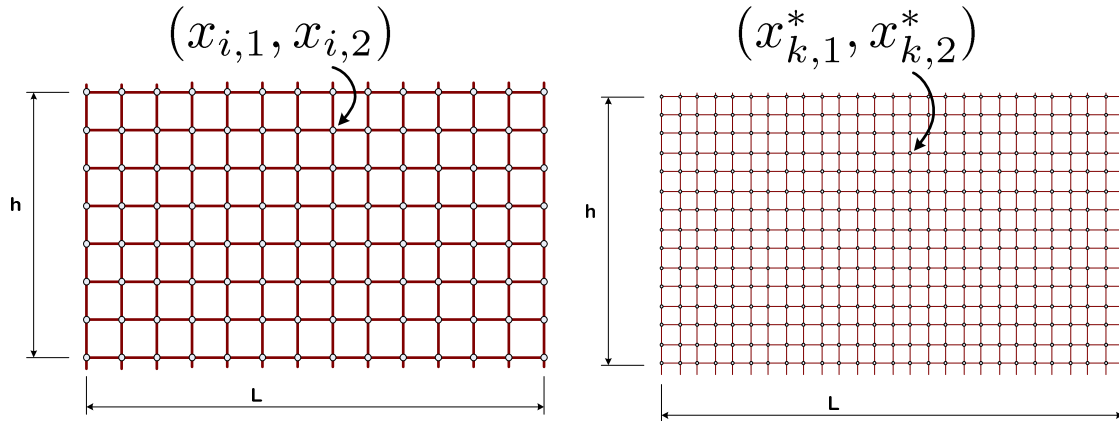 (x_{i,1}, x_{i,2})
(x^*_{k,1}, x^*_{k,2})
h
L
h
L